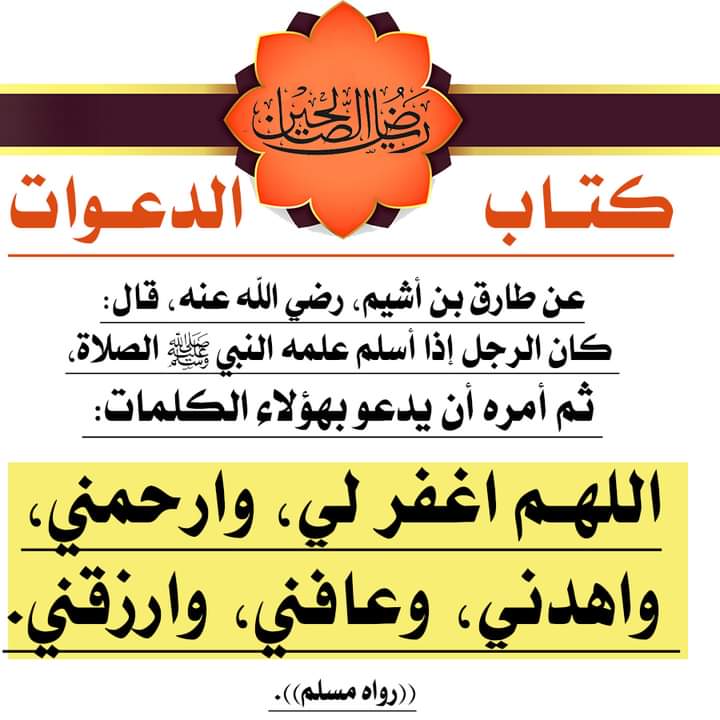 رياض الصالحين
كتاب الدعوات
عن طارق بن أشيم، رضي الله عنه، قال:
كان الرجل إذا أسلم علمه النبي ﷺ الصلاة،
ثم أمره أن يدعو بهؤلاء الكلمات:
اللهم اغفر لي، وارحمني،
واهدني، وعافني، وارزقني.
((رواه مسلم)).